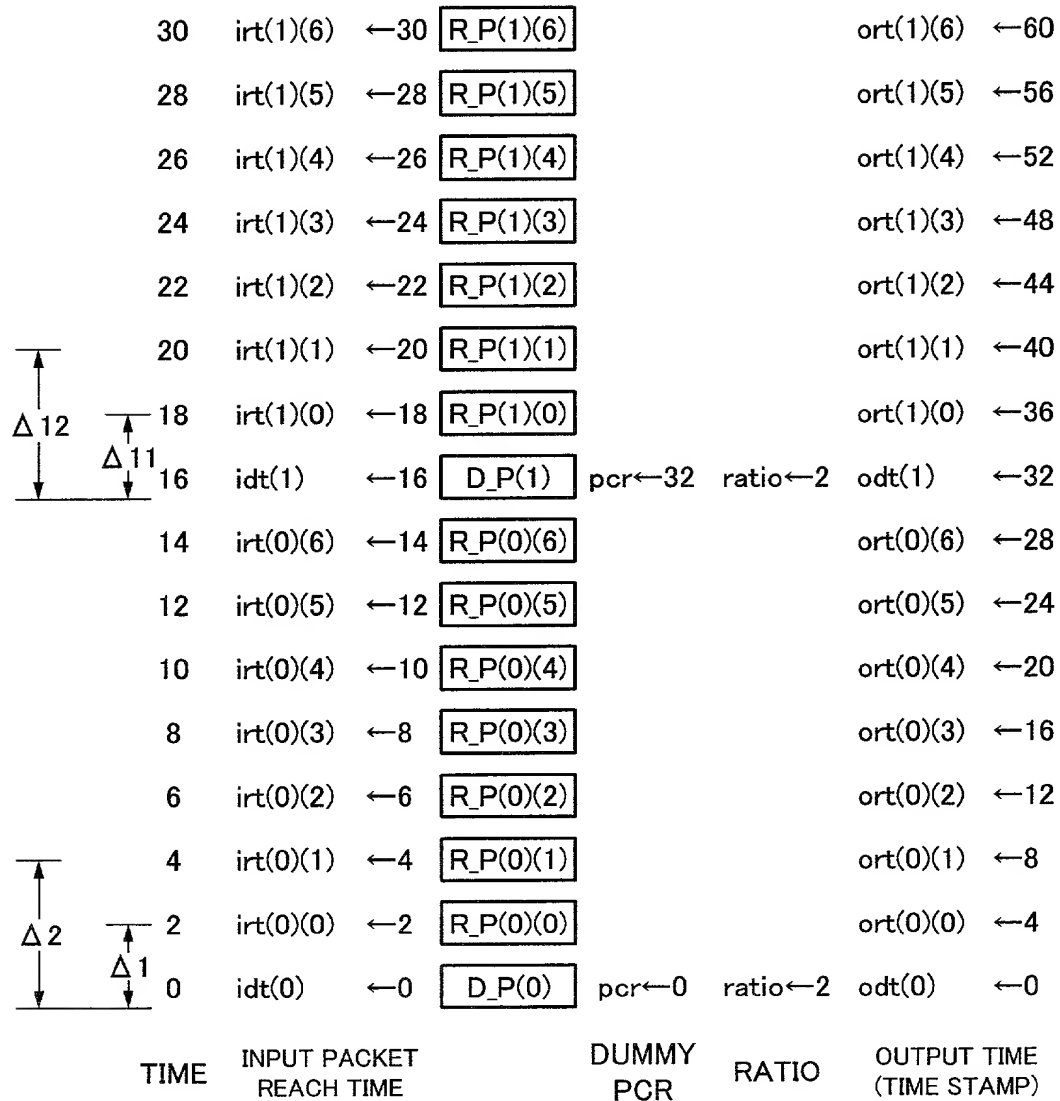 30 irt(1)(6) ←30 R_P(1)(6) ort(1)(6) ←60
28 irt(1)(5) ←28 R_P(1)(5) ort(1)(5) ←56
26 irt(1)(4) ←26 R_P(1)(4) ort(1)(4) ←52
24 irt(1)(3) ←24 R_P(1)(3) ort(1)(3) ←48
22 irt(1)(2) ←22 R_P(1)(2) ort(1)(2) ←44
20 irt(1)(1) ←20 R_P(1)(1) ort(1)(1) ←40
Δ12 18 irt(1)(0) ←18 R_P(1)(0) ort(1)(0) ←36
Δ11 16 idt(1) ←16 D_P(1) pcr←32 ratio←2 odt(1) ←32
14 irt(0)(6) ←14 R_P(0)(6) ort(0)(6) ←28
12 irt(0)(5) ←12 R_P(0)(5) ort(0)(5) ←24
10 irt(0)(4) ←10 R_P(0)(4) ort(0)(4) ←20
8 irt(0)(3) ←8 R_P(0)(3) ort(0)(3) ←16
6 irt(0)(2) ←6 R_P(0)(2) ort(0)(2) ←12
4 irt(0)(1) ←4 R_P(0)(1) ort(0)(1) ←8
Δ2 2 irt(0)(0) ←2 R_P(0)(0) ort(0)(0) ←4
Δ1 0 idt(0) ←0 D_P(0) pcr←0 ratio←2 odt(0) ←0
TIME
INPUT PACKET
REACH TIME
DUMMY
PCR
RATIO
OUTPUT TIME
(TIME STAMP)